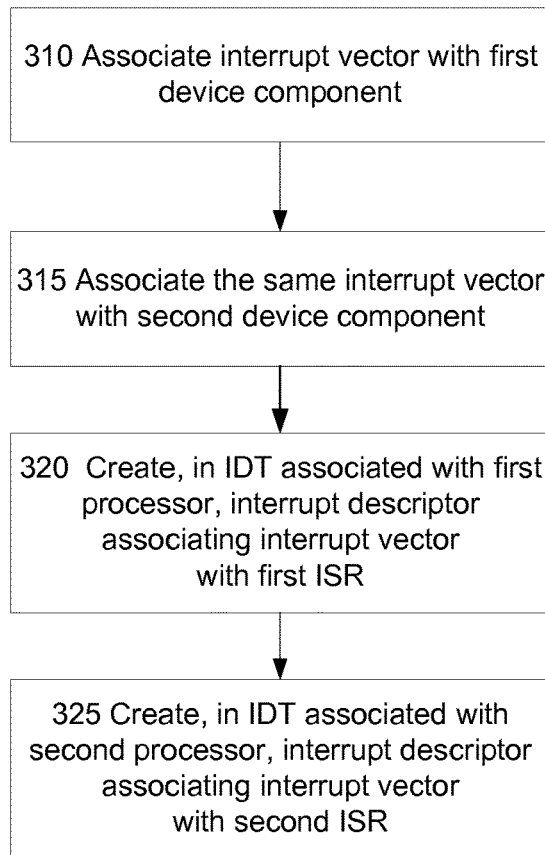 310 Associate interrupt vector with first
device component
315 Associate the same interrupt vector
with second device component
320 Create, in IDT associated with first
processor, interrupt descriptor
associating interrupt vector
with first ISR
325 Create, in IDT associated with
second processor, interrupt descriptor
associating interrupt vector
with second ISR